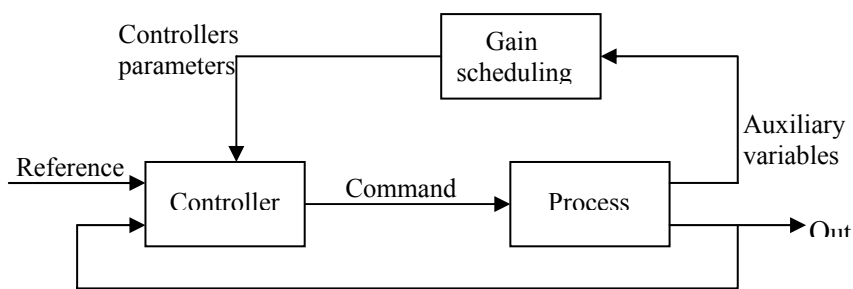 Controllers
parameters
Gain
scheduling
Auxiliary
variables
Reference
Controller
Command
Process
Out